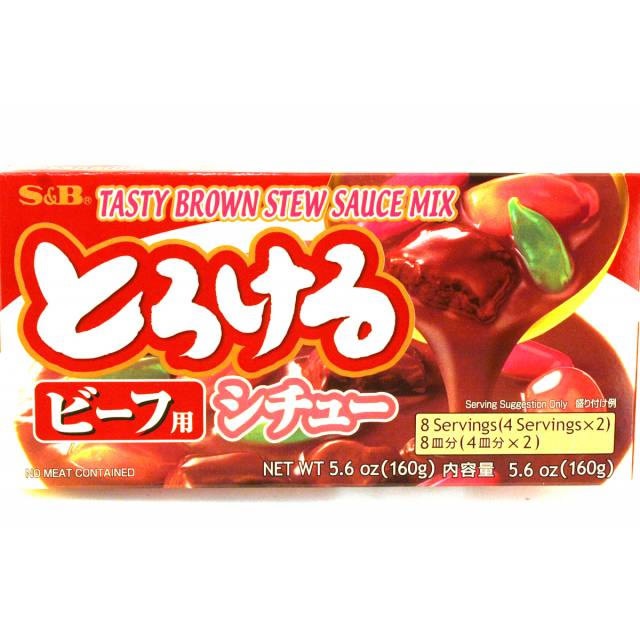 S&B® TASTY BROWN STEW SAUCE MIX
とろける
ビーフ用 シチュー
Serving Suggestion Only 盛り付け例
8 Servings(4 Servings×2)
8皿分(4皿分×2)
NO MEAT CONTAINED
NET WT 5.6 oz(160g) 内容量 5.6 oz(160g)